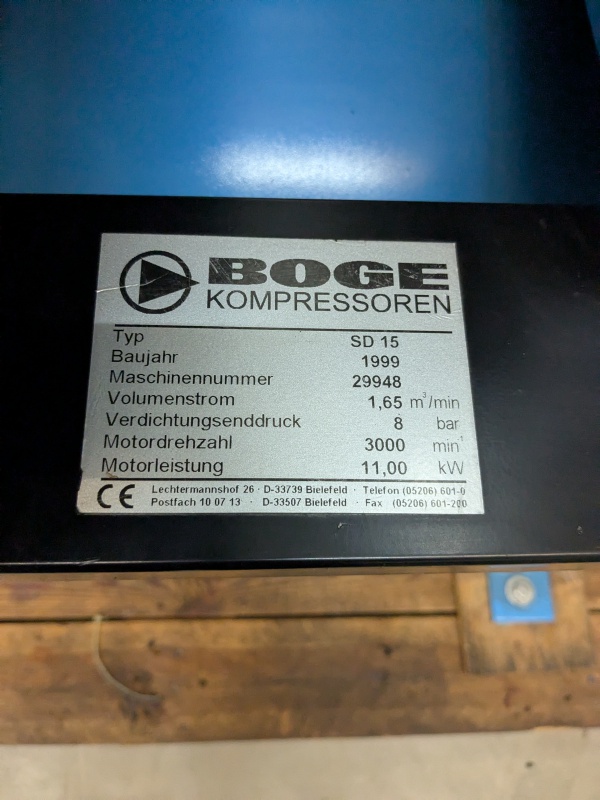 BOGE
KOMPRESSOREN
Typ SD 15
Baujahr 1999
Maschinennummer 29948
Volumenstrom 1,65 m³/min
Verdichtungsenddruck 8 bar
Motordrehzahl 3000 min¹
Motorleistung 11,00 kW
CE Lechtermannshof 26 · D-33739 Bielefeld · Telefon (05206) 601-0
Postfach 10 07 13 · D-33507 Bielefeld · Fax (05206) 601-200